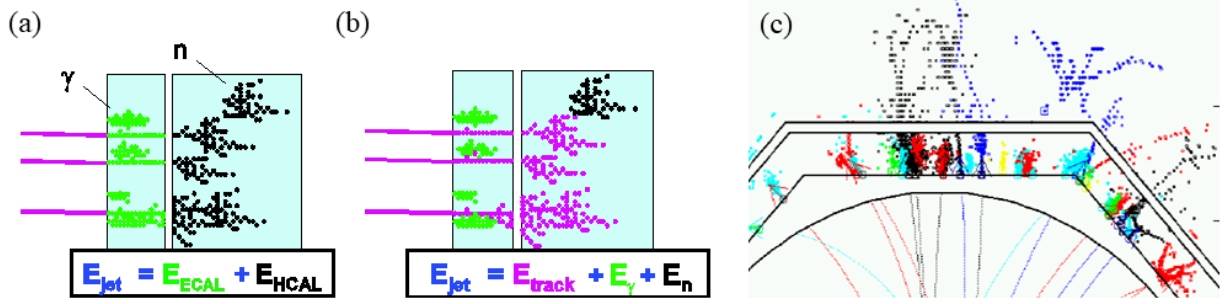 (a)
n
γ
E_jet = E_ECAL + E_HCAL
(b)
n
E_jet = E_track + E_γ + E_n
(c)